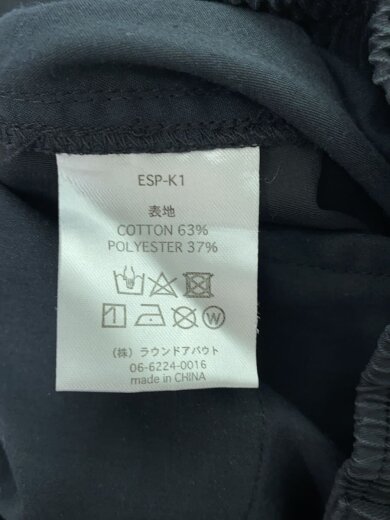 ESP-K1
表地
COTTON 63%
POLYESTER 37%
W
(株) ラウンドアバウト
06-6224-0016
made in CHINA